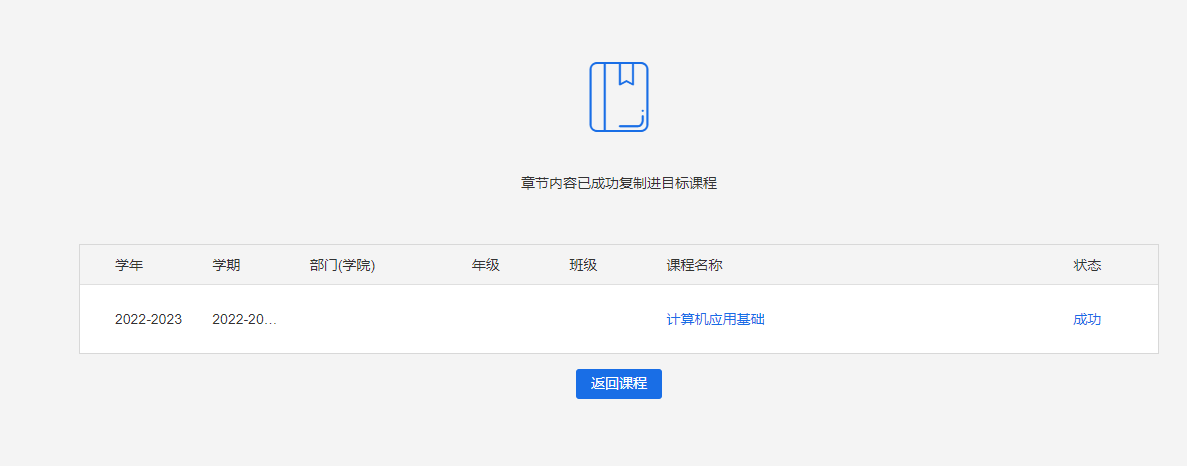 章节内容已成功复制进目标课程
学年 学期 部门(学院) 年级 班级 课程名称 状态
2022-2023 2022-20... 计算机应用基础 成功
返回课程